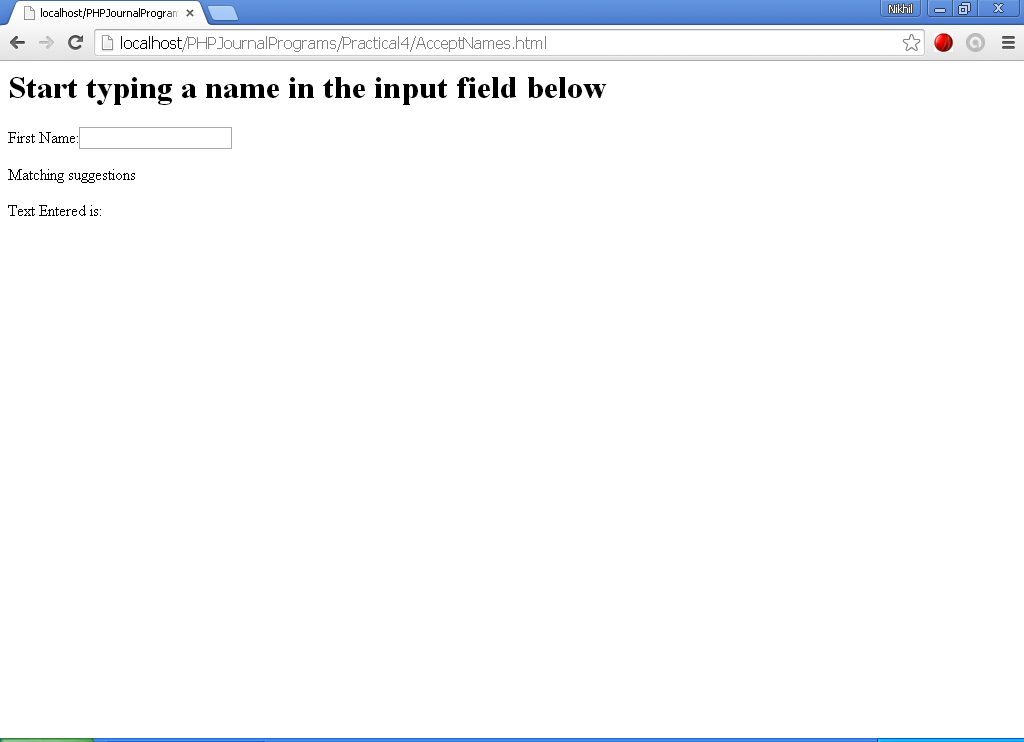 localhost/PHPJournalProgran
Nikhil
localhost/PHPJournalPrograms/Practical4/AcceptNames.html
Start typing a name in the input field below
First Name:
Matching suggestions
Text Entered is: